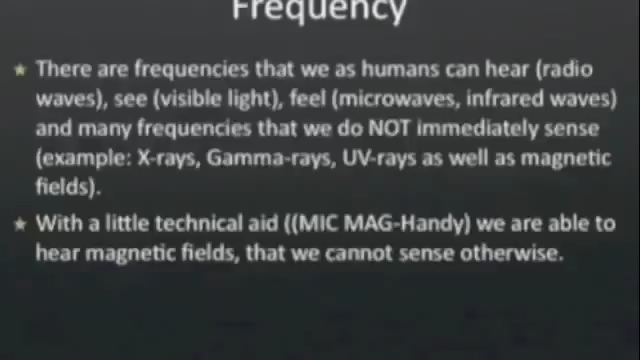 Frequency
There are frequencies that we as humans can hear (radio
waves), see (visible light), feel (microwaves, infrared waves)
and many frequencies that we do NOT immediately sense
(example: X-rays, Gamma-rays, UV-rays as well as magnetic
fields).
With a little technical aid ((MIC MAG-Handy) we are able to
hear magnetic fields, that we cannot sense otherwise.